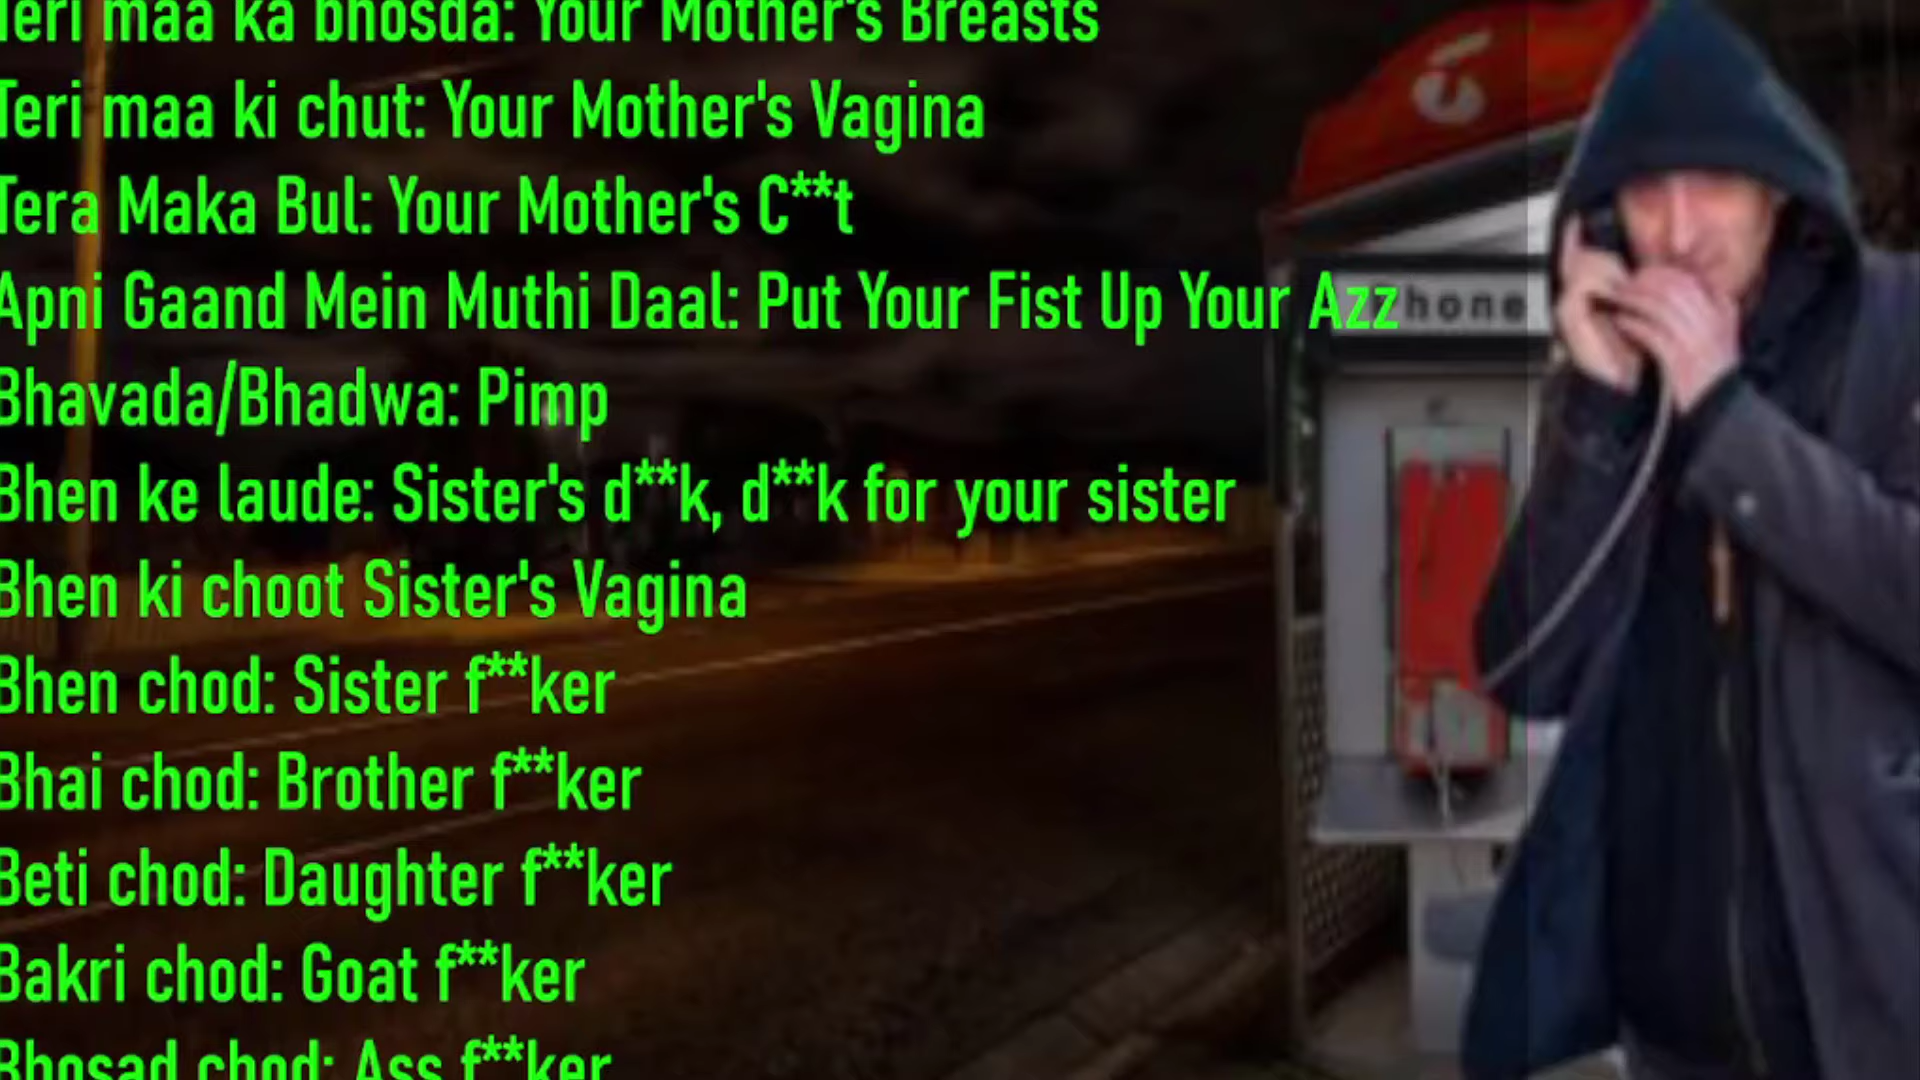 Teri maa ka bhosda: Your Mother's Breasts
Teri maa ki chut: Your Mother's Vagina
Tera Maka Bul: Your Mother's C**t
Apni Gaand Mein Muthi Daal: Put Your Fist Up Your Azz
hone
Bhavada/Bhadwa: Pimp
Bhen ke laude: Sister's d**k, d**k for your sister
Bhen ki choot Sister's Vagina
Bhen chod: Sister f**ker
Bhai chod: Brother f**ker
Beti chod: Daughter f**ker
Bakri chod: Goat f**ker
Bhosad chod: Ass f**ker